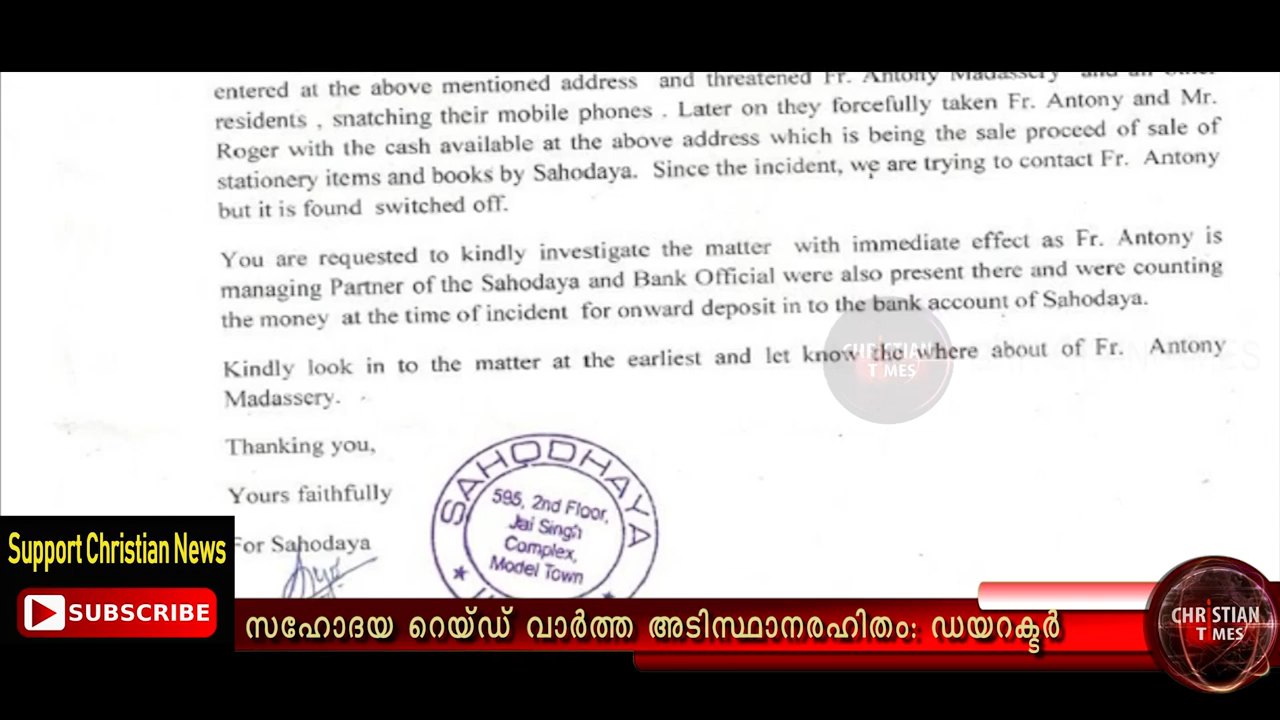 entered at the above mentioned address and threatened Fr. Antony Madassery and all other
residents , snatching their mobile phones . Later on they forcefully taken Fr. Antony and Mr.
Roger with the cash available at the above address which is being the sale proceed of sale of
stationery items and books by Sahodaya. Since the incident, we are trying to contact Fr. Antony
but it is found switched off.
You are requested to kindly investigate the matter with immediate effect as Fr. Antony is
managing Partner of the Sahodaya and Bank Official were also present there and were counting
the money at the time of incident for onward deposit in to the bank account of Sahodaya.
Kindly look in to the matter at the earliest and let know the where about of Fr. Antony
Madassery.
Thanking you,
Yours faithfully
For Sahodaya
SAHODHAYA
595, 2nd Floor,
Jai Singh
Complex,
Model Town
CHRISTIAN
TIMES
Support Christian News
SUBSCRIBE
സഹോദയ റെയ്ഡ് വാർത്ത അടിസ്ഥാനരഹിതം: ഡയറക്ടർ
CHRISTIAN
TIMES